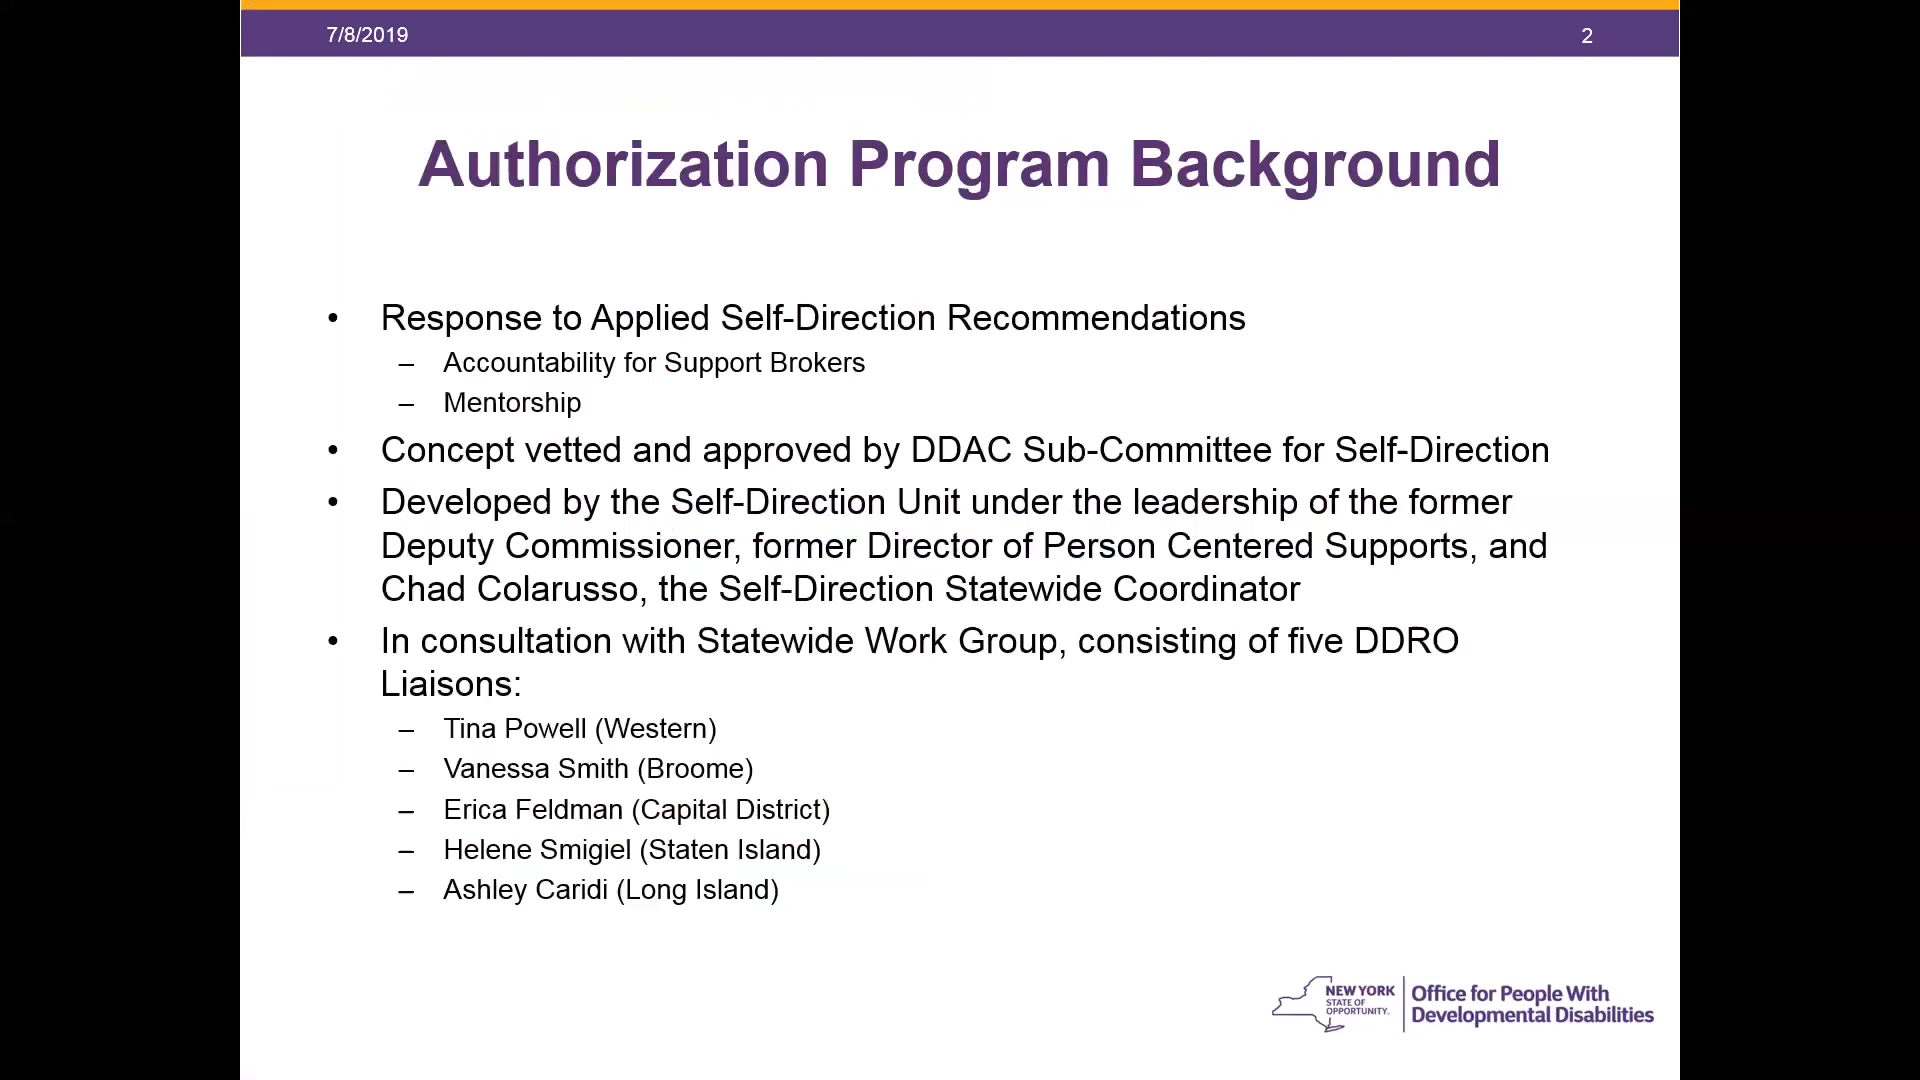 7/8/2019
2
Authorization Program Background
• Response to Applied Self-Direction Recommendations
– Accountability for Support Brokers
– Mentorship
• Concept vetted and approved by DDAC Sub-Committee for Self-Direction
• Developed by the Self-Direction Unit under the leadership of the former
Deputy Commissioner, former Director of Person Centered Supports, and
Chad Colarusso, the Self-Direction Statewide Coordinator
• In consultation with Statewide Work Group, consisting of five DDRO
Liaisons:
– Tina Powell (Western)
– Vanessa Smith (Broome)
– Erica Feldman (Capital District)
– Helene Smigiel (Staten Island)
– Ashley Caridi (Long Island)
NEW YORK
STATE OF
OPPORTUNITY.
Office for People With
Developmental Disabilities